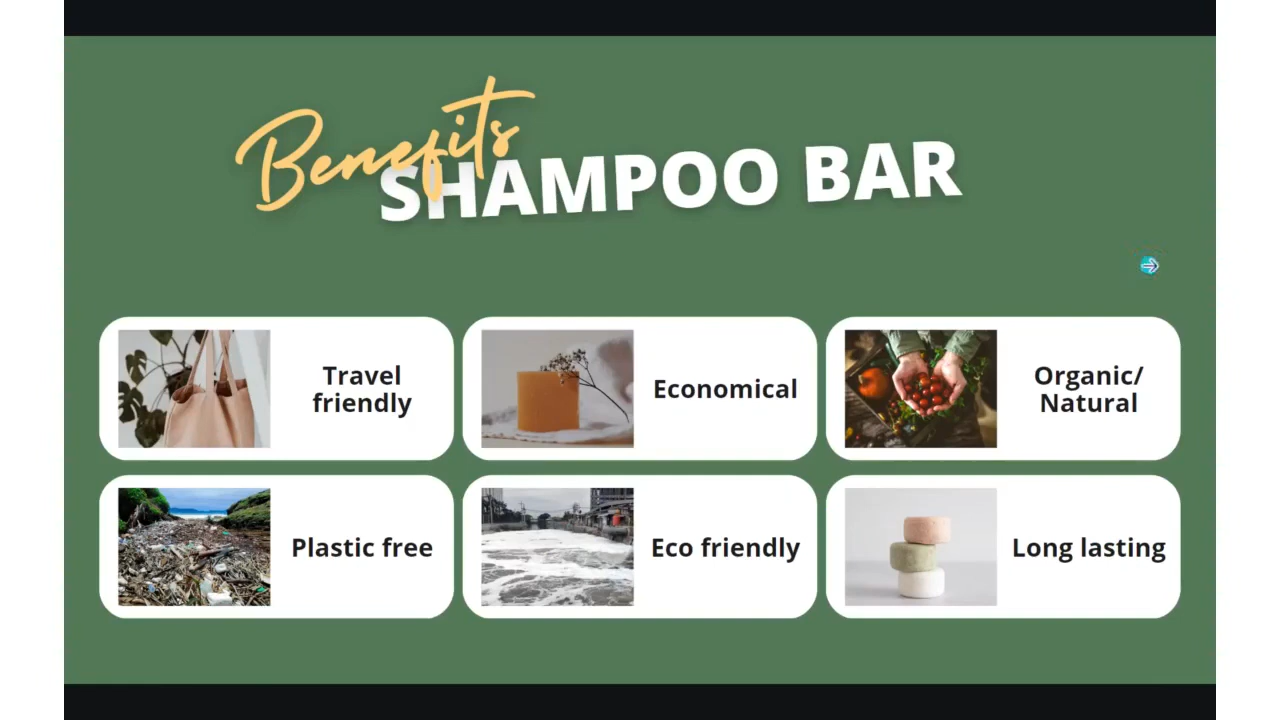 Benefits
SHAMPOO BAR
Travel
friendly
Economical
Organic/
Natural
Plastic free
Eco friendly
Long lasting